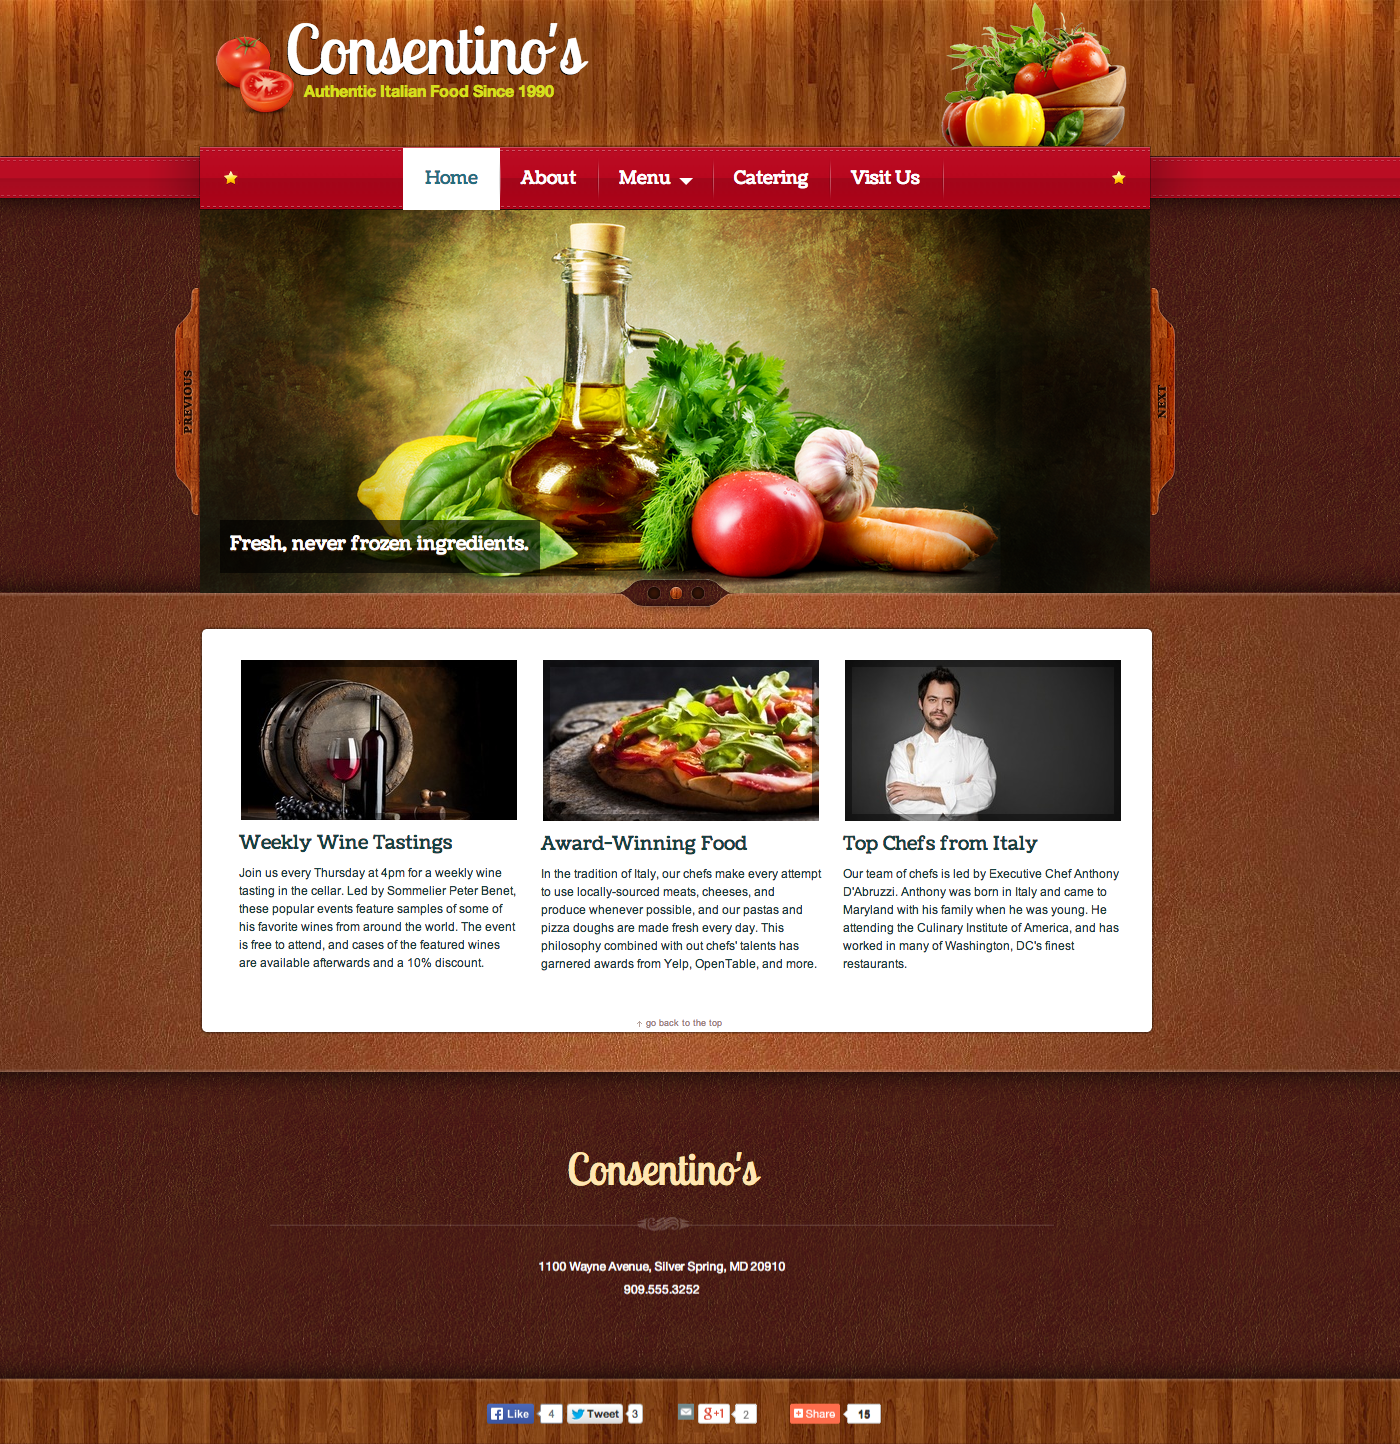 Consentino's
Authentic Italian Food Since 1990
Home About Menu Catering Visit Us
PREVIOUS
NEXT
Fresh, never frozen ingredients.
Weekly Wine Tastings
Join us every Thursday at 4pm for a weekly wine
tasting in the cellar. Led by Sommelier Peter Benet,
these popular events feature samples of some of
his favorite wines from around the world. The event
is free to attend, and cases of the featured wines
are available afterwards and a 10% discount.
Award-Winning Food
In the tradition of Italy, our chefs make every attempt
to use locally-sourced meats, cheeses, and
produce whenever possible, and our pastas and
pizza doughs are made fresh every day. This
philosophy combined with out chefs' talents has
garnered awards from Yelp, OpenTable, and more.
Top Chefs from Italy
Our team of chefs is led by Executive Chef Anthony
D'Abruzzi. Anthony was born in Italy and came to
Maryland with his family when he was young. He
attending the Culinary Institute of America, and has
worked in many of Washington, DC's finest
restaurants.
↑ go back to the top
Consentino's
1100 Wayne Avenue, Silver Spring, MD 20910
909.555.3252
Like 4 Tweet 3 g+1 2 Share 15